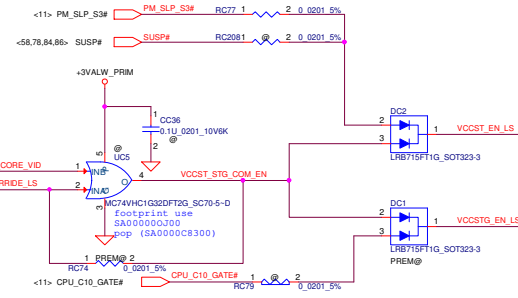 <11> PM_SLP_S3# PM_SLP_S3# RC77 1 2 0_0201_5%
<58,78,84,86> SUSP# SUSP# RC208 1 @ 2 0_0201_5%
+3VALW_PRIM
1 CC36
0.1U_0201_10V6K
2 @
DC2
2
3
1 VCCST_EN_LS
LRB715FT1G_SOT323-3
@
UC5
5
P
CORE_VID 1 INB
RRIDE_LS 2 INA
O 4 VCCST_STG_COM_EN
3
MC74VHC1G32DFT2G_SC70-5~D
footprint use
SA00000OJ00
pop (SA0000C8300)
DC1
2
3
1 VCCSTG_EN_LS
LRB715FT1G_SOT323-3
PREM@
1 PREM@ 2
RC74 0_0201_5%
<11> CPU_C10_GATE# CPU_C10_GATE# 1 @ 2
RC79 0_0201_5%